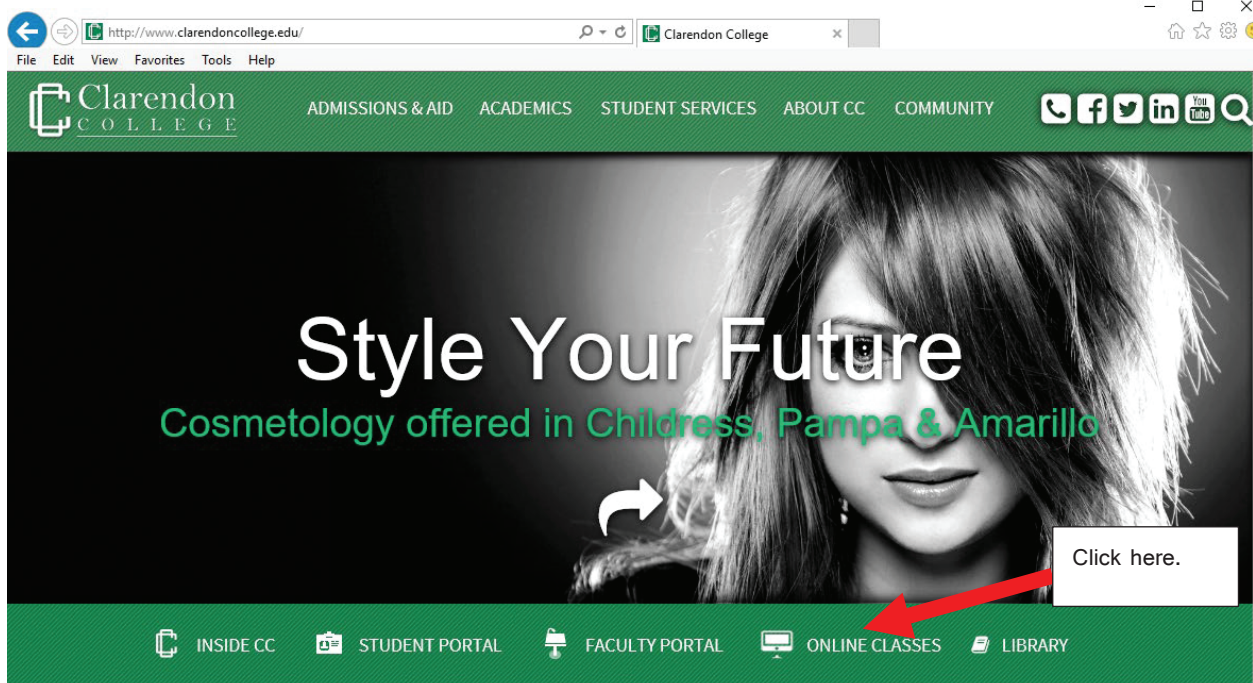 http://www.clarendoncollege.edu/
Clarendon College
File Edit View Favorites Tools Help
Clarendon
COLLEGE
ADMISSIONS & AID ACADEMICS STUDENT SERVICES ABOUT CC COMMUNITY
You
Tube
Style Your Future
Cosmetology offered in Childress, Pampa & Amarillo
Click here.
INSIDE CC STUDENT PORTAL FACULTY PORTAL ONLINE CLASSES LIBRARY